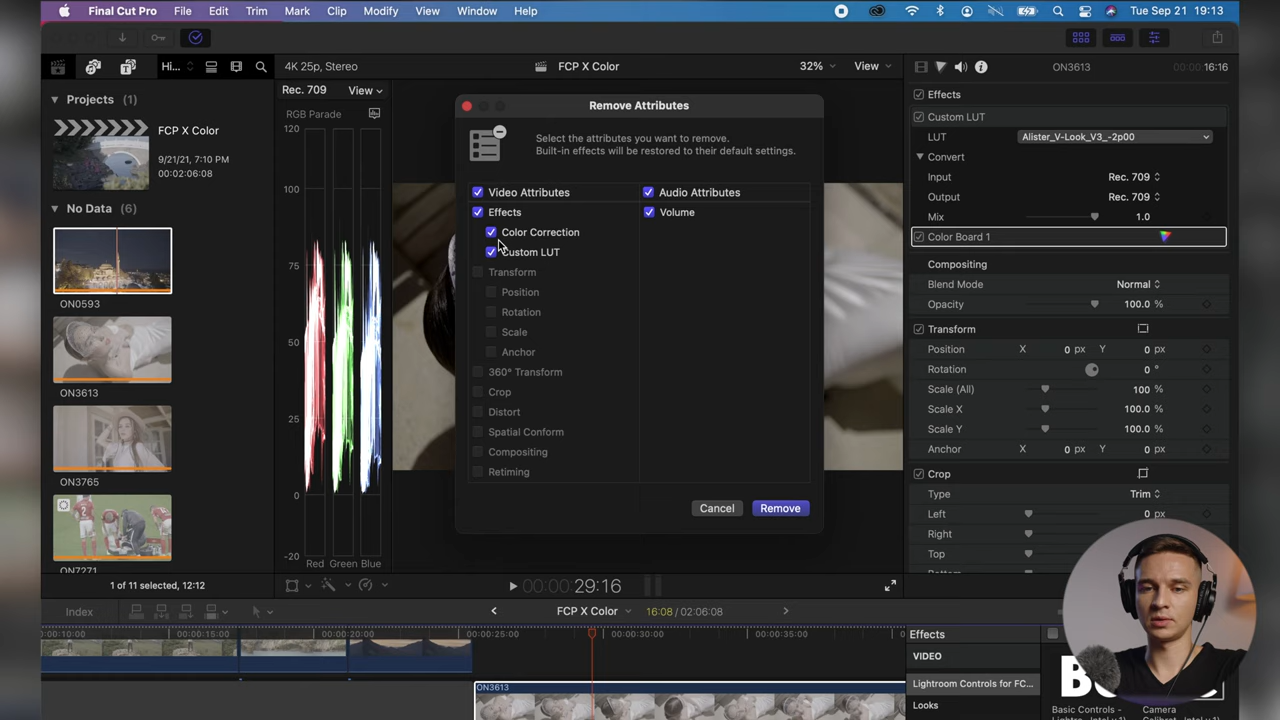 Final Cut Pro File Edit Trim Mark Clip Modify View Window Help Tue Sep 21 19:13
Hi...
4K 25p, Stereo
FCP X Color
32%
View
ON3613
00:00:16:16
Projects (1)
FCP X Color
9/21/21, 7:10 PM
00:02:06:08
No Data (6)
ON0593
ON3613
ON3765
ON7271
1 of 11 selected, 12:12
Rec. 709
View
RGB Parade
120
100
75
50
25
0
-20
Red Green Blue
Remove Attributes
Select the attributes you want to remove.
Built-in effects will be restored to their default settings.
Video Attributes
Effects
Color Correction
Custom LUT
Transform
Position
Rotation
Scale
Anchor
360° Transform
Crop
Distort
Spatial Conform
Compositing
Retiming
Audio Attributes
Volume
Cancel
Remove
Effects
Custom LUT
LUT Alister_V-Look_V3_-2p00
Convert
Input Rec. 709
Output Rec. 709
Mix 1.0
Color Board 1
Compositing
Blend Mode Normal
Opacity 100.0 %
Transform
Position X 0 px Y 0 px
Rotation 0 °
Scale (All) 100 %
Scale X 100.0 %
Scale Y 100.0 %
Anchor X 0 px Y 0 px
Crop
Type Trim
Left 0 px
Right
Top
00:00:29:16
Index
FCP X Color
16:08 / 02:06:08
0:00:10:00 00:00:15:00 00:00:20:00 00:00:25:00 00:00:30:00 00:00:35:00
ON3613
Effects
VIDEO
Lightroom Controls for FC...
Looks
Basic Controls -
Camera